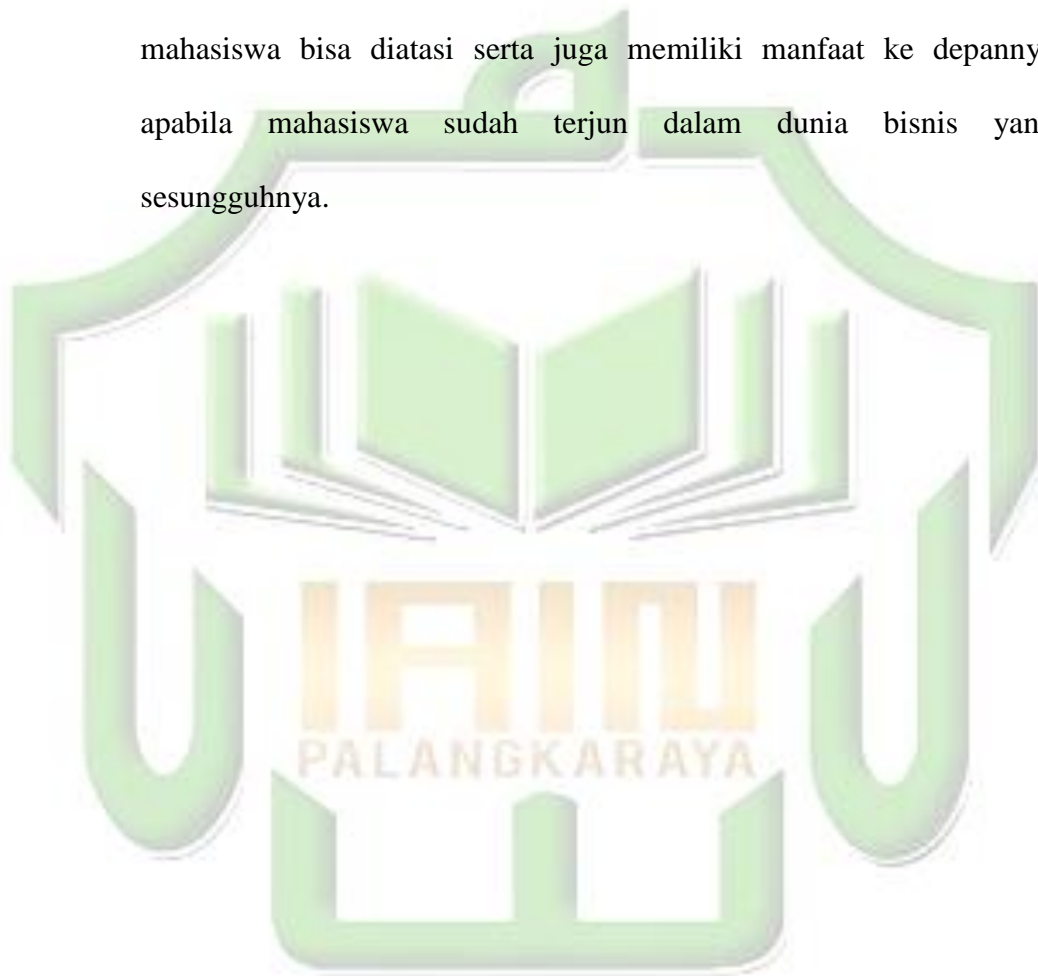 mahasiswa bisa diatasi serta juga memiliki manfaat ke depanny
apabila mahasiswa sudah terjun dalam dunia bisnis yan
sesungguhnya.
IAIN
PALANGKARAYA